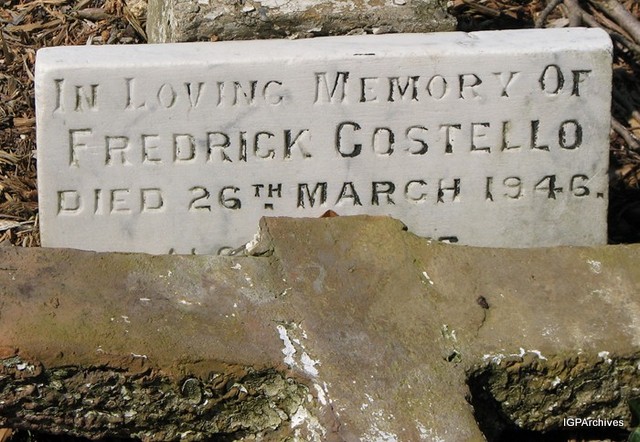 IN LOVING MEMORY OF
FREDRICK COSTELLO
DIED 26TH MARCH 1946.
IGPArchives